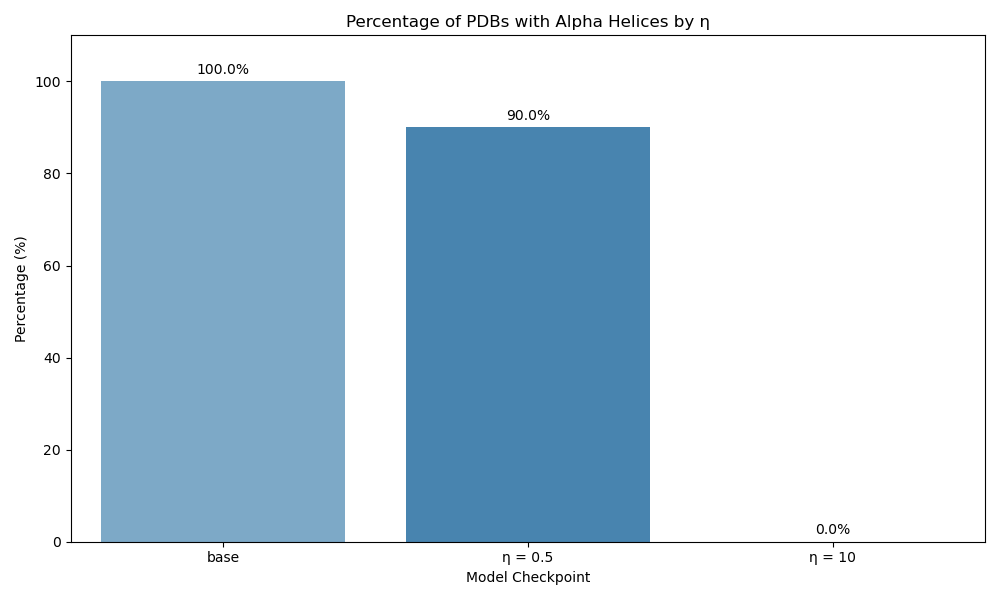 Percentage of PDBs with Alpha Helices by η
Percentage (%)
100
80
60
40
20
0
100.0%
90.0%
0.0%
base
η = 0.5
η = 10
Model Checkpoint